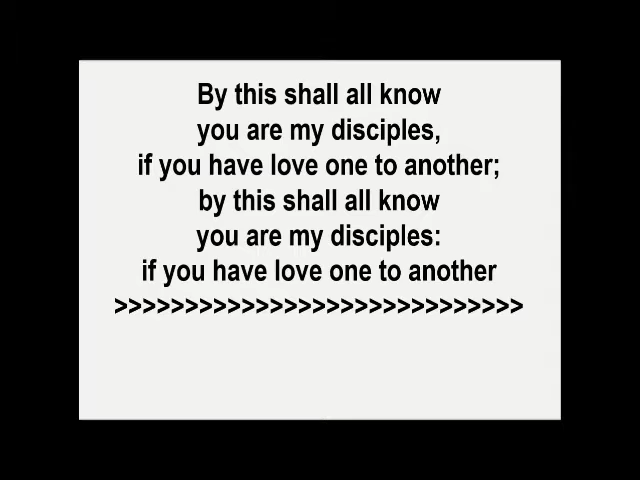 By this shall all know
you are my disciples,
if you have love one to another;
by this shall all know
you are my disciples:
if you have love one to another
>>>>>>>>>>>>>>>>>>>>>>>>>>>>>